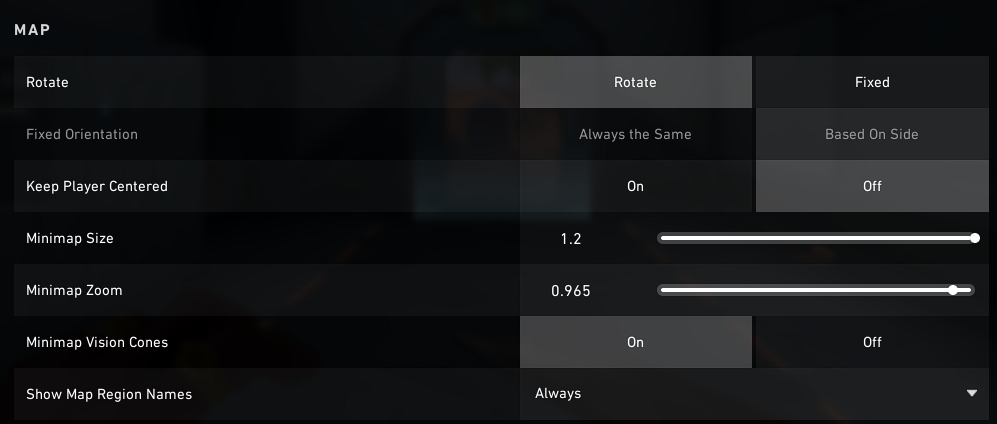 MAP
Rotate Rotate Fixed
Fixed Orientation Always the Same Based On Side
Keep Player Centered On Off
Minimap Size 1.2
Minimap Zoom 0.965
Minimap Vision Cones On Off
Show Map Region Names Always